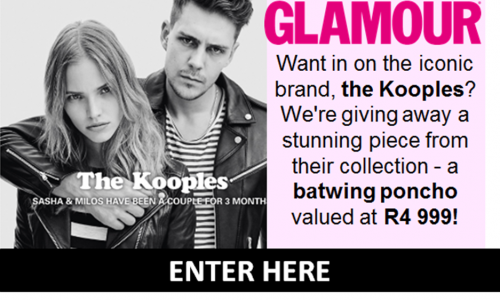 The Kooples
SASHA & MILOS HAVE BEEN A COUPLE FOR 3 MONTH
GLAMOUR
Want in on the iconic
brand, the Kooples?
We're giving away a
stunning piece from
their collection - a
batwing poncho
valued at R4 999!
ENTER HERE